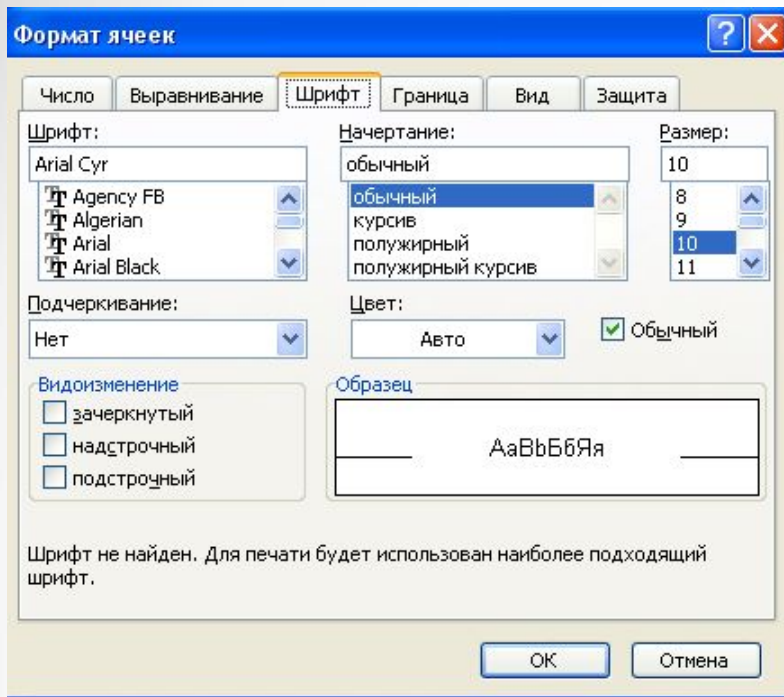 Формат ячеек
Число Выравнивание Шрифт Граница Вид Защита
Шрифт: Начертание: Размер:
Arial Cyr обычный 10
Agency FB обычный 8
Algerian курсив 9
Arial полужирный 10
Arial Black полужирный курсив 11
Подчеркивание: Цвет:
Нет Авто Обычный
Видоизменение Образец
зачеркнутый
надстрочный АаВbБбЯя
подстрочный
Шрифт не найден. Для печати будет использован наиболее подходящий
шрифт.
ОК Отмена